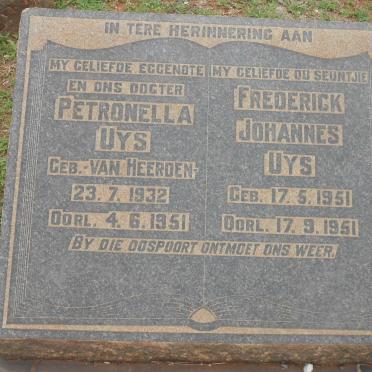 IN TERE HERINNERING AAN
MY GELIEFDE EGGENOTE
EN ONS DOGTER
PETRONELLA
UYS
GEB.-VAN HEERDEN-
23.7.1932
OORL. 4.6.1951
MY GELIEFDE OU SEUNTJIE
FREDERICK
JOHANNES
UYS
GEB. 17.5.1951
OORL. 17.9.1951
BY DIE OOSPOORT ONTMOET ONS WEER.